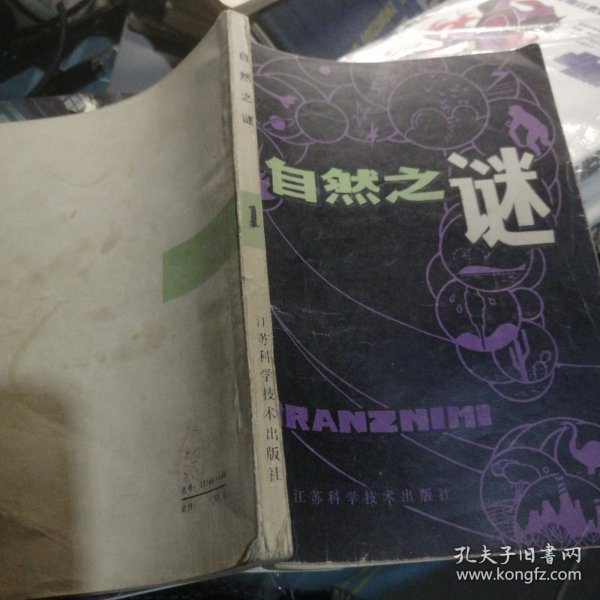 自然之谜
1
江苏科学技术出版社
自然之谜
RANZHIMI
江苏科学技术出版社
孔夫子旧书网
www.kongfz.com